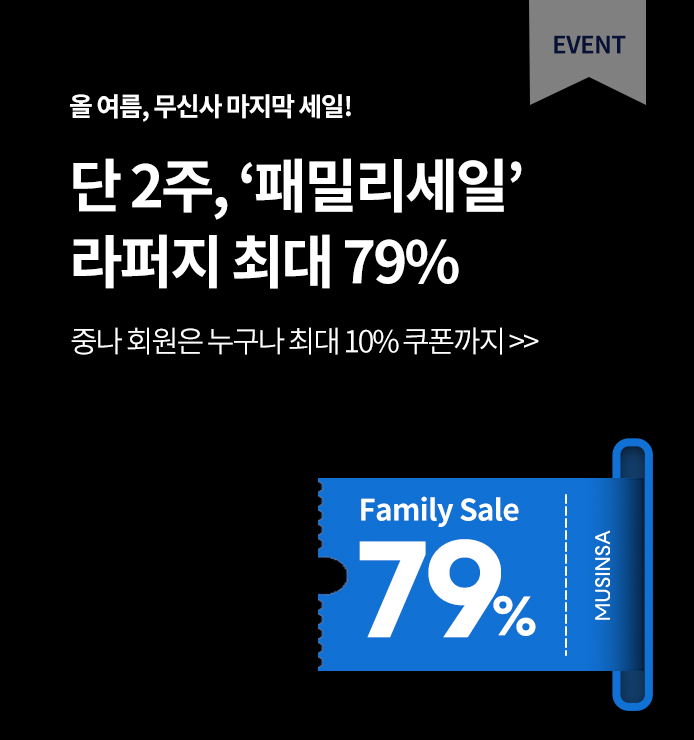 EVENT
올 여름, 무신사 마지막 세일!
단 2주, ‘패밀리세일’
라퍼지 최대 79%
중나 회원은 누구나 최대 10% 쿠폰까지 >>
Family Sale
79%
MUSINSA